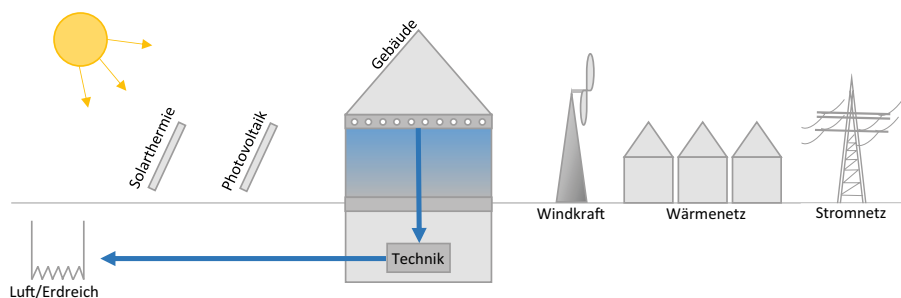 Gebäude
Solarthermie
Photovoltaik
Windkraft
Wärmenetz
Stromnetz
Technik
Luft/Erdreich